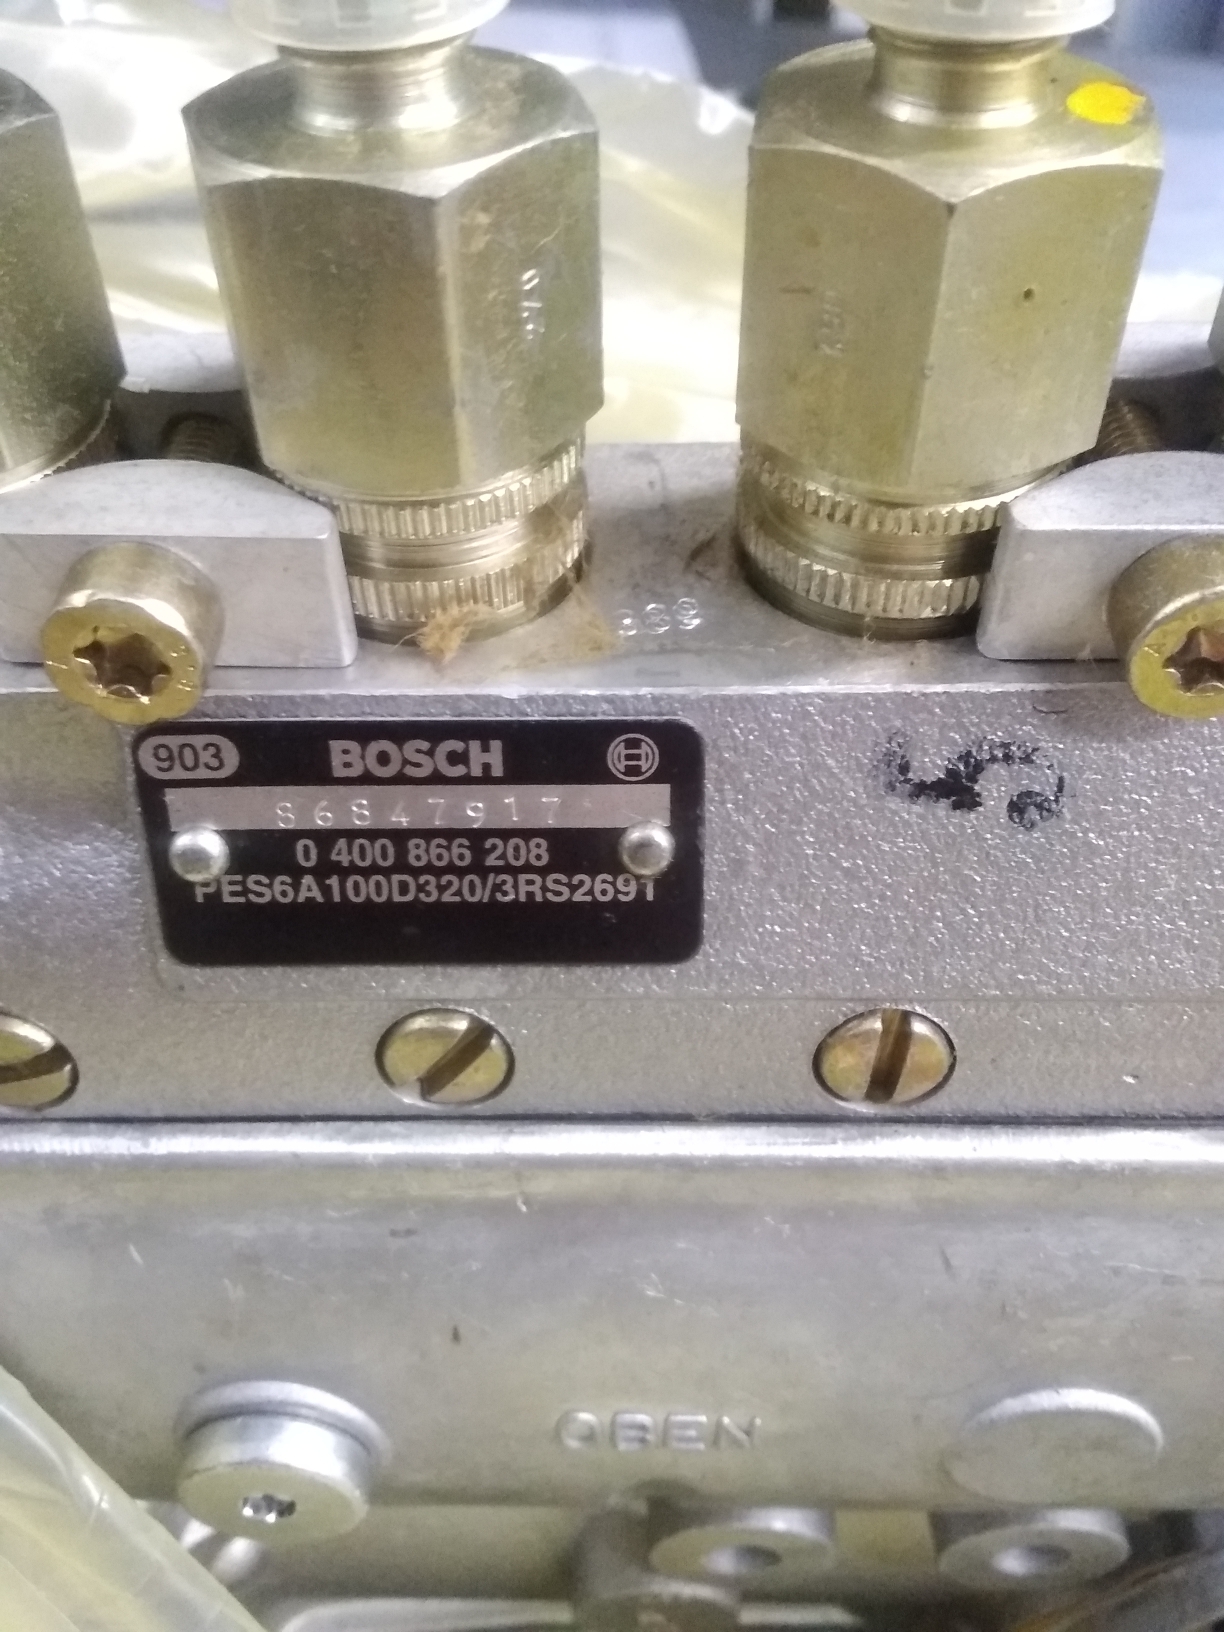 903 BOSCH
86847917
0 400 866 208
PES6A100D320/3RS2691
OBEN